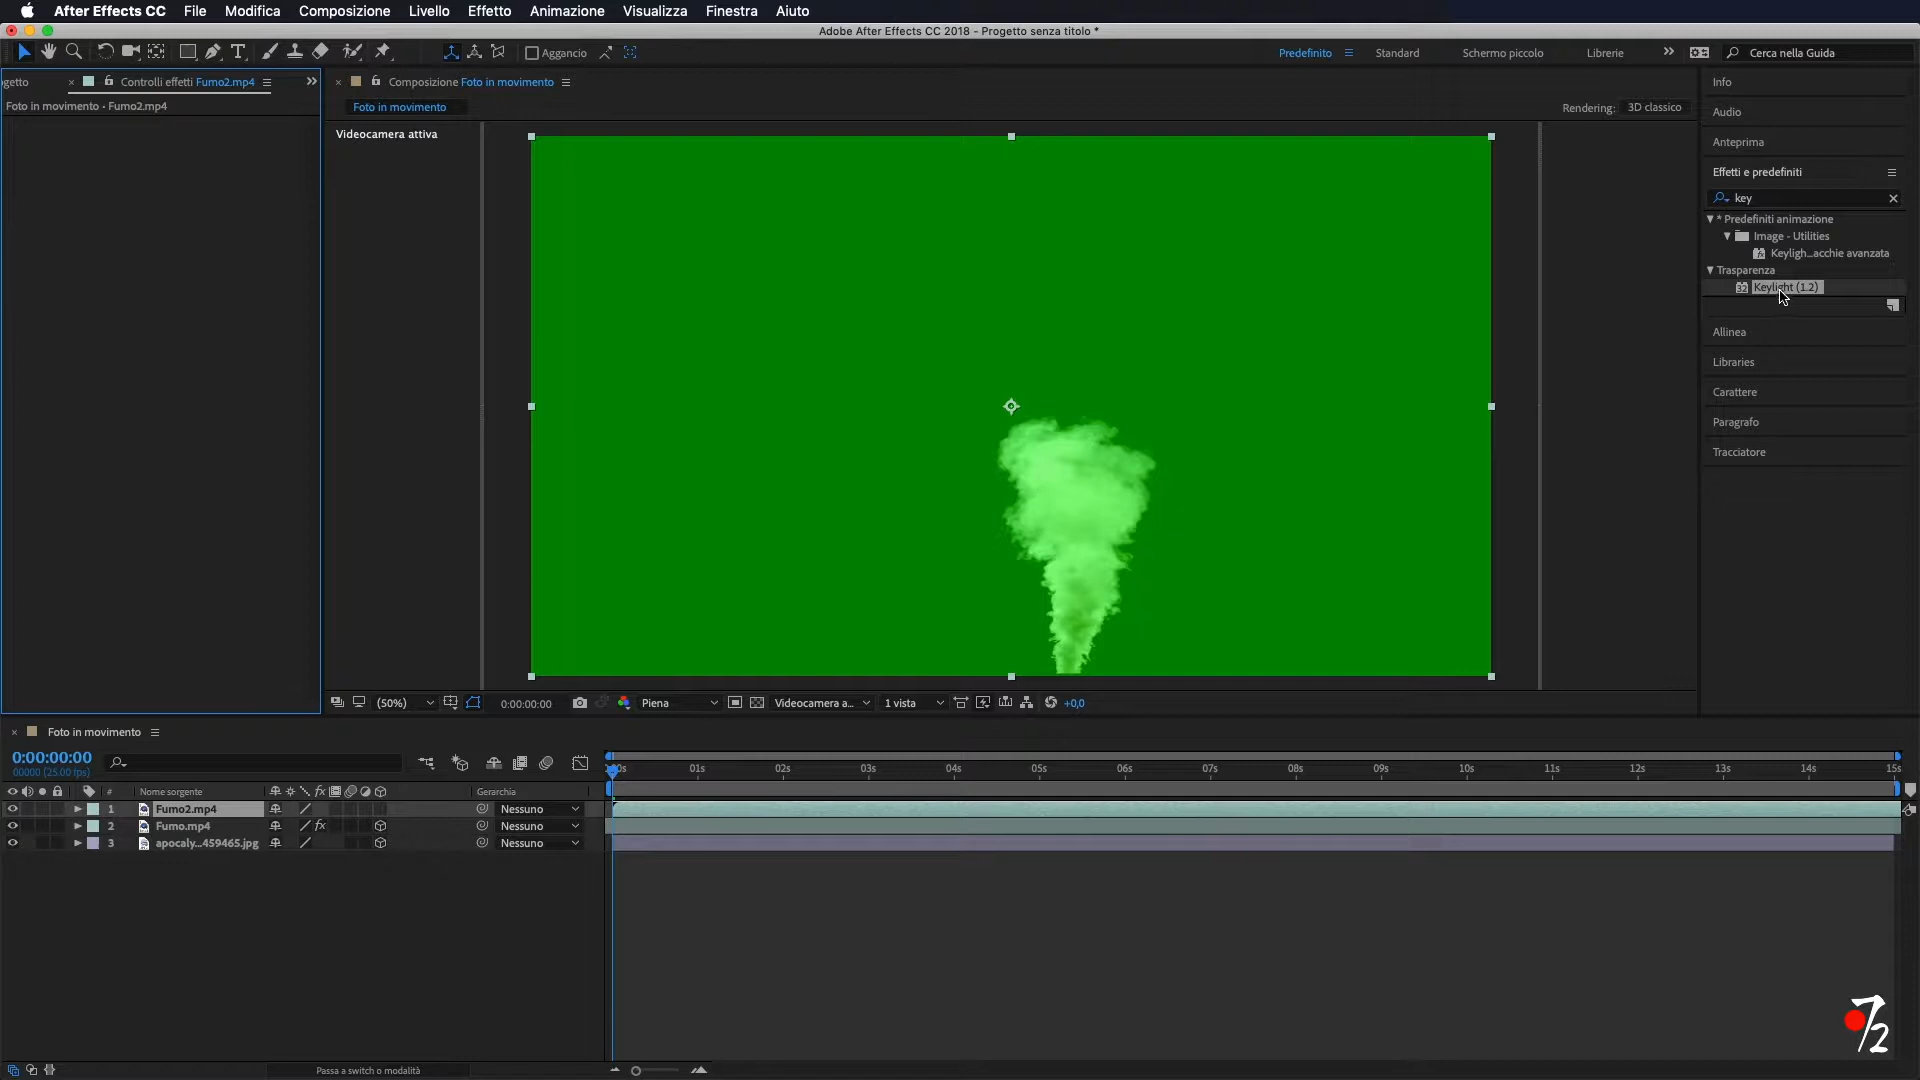 After Effects CC File Modifica Composizione Livello Effetto Animazione Visualizza Finestra Aiuto
Adobe After Effects CC 2018 - Progetto senza titolo *
Aggancio Predefinito Standard Schermo piccolo Librerie Cerca nella Guida
getto Controlli effetti Fumo2.mp4
Composizione Foto in movimento
Info
Foto in movimento • Fumo2.mp4
Foto in movimento
Rendering: 3D classico
Audio
Videocamera attiva
Anteprima
Effetti e predefiniti
key
* Predefiniti animazione
Image - Utilities
Keyligh...acchie avanzata
Trasparenza
32 Keylight (1.2)
Allinea
Libraries
Carattere
Paragrafo
Tracciatore
(50%) 0:00:00:00 Piena Videocamera a... 1 vista +0,0
Foto in movimento
0:00:00:00
00000 (25.00 fps)
00s 01s 02s 03s 04s 05s 06s 07s 08s 09s 10s 11s 12s 13s 14s 15s
# Nome sorgente fx Gerarchia
1 Fumo2.mp4 Nessuno
2 Fumo.mp4 fx Nessuno
3 apocaly...459465.jpg Nessuno
7/2
Passa a switch o modalità